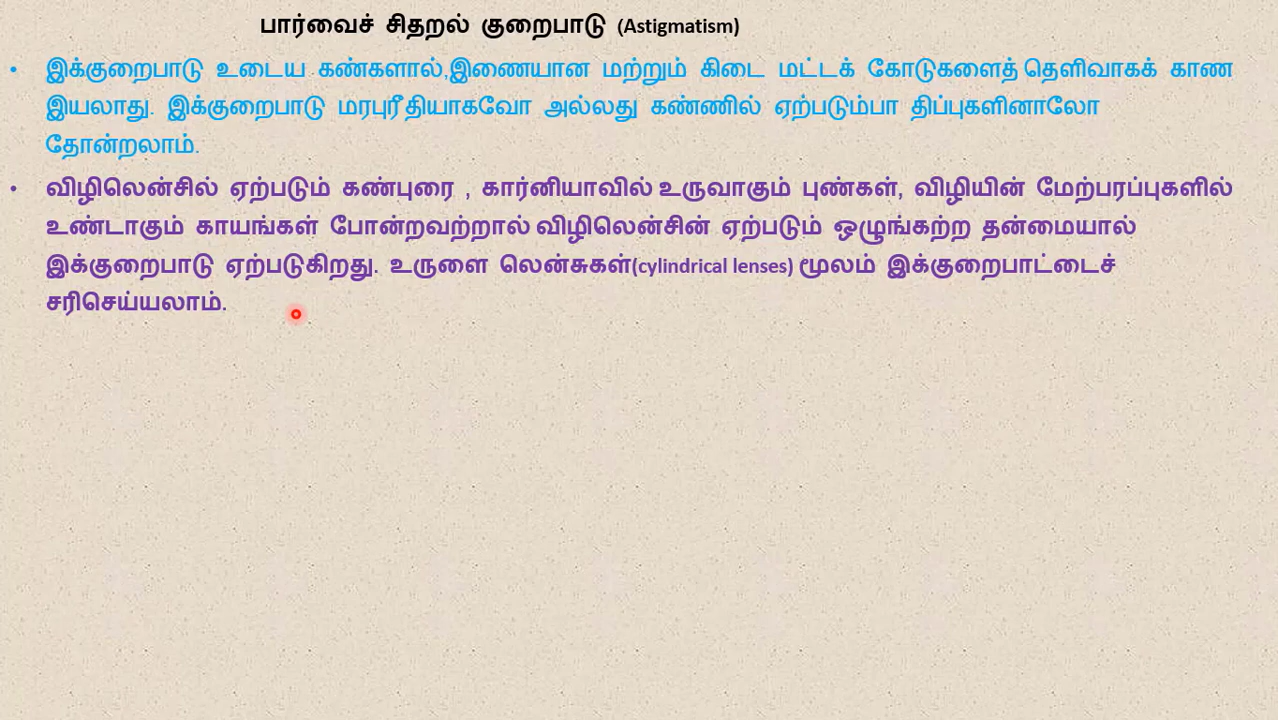 பார்வைச் சிதறல் குறைபாடு (Astigmatism)
• இக்குறைபாடு உடைய கண்களால்,இணையான மற்றும் கிடை மட்டக் கோடுகளைத் தெளிவாகக் காண
இயலாது. இக்குறைபாடு மரபுரீதியாகவோ அல்லது கண்ணில் ஏற்படும்பா திப்புகளினாலோ
தோன்றலாம்.
• விழிலென்சில் ஏற்படும் கண்புரை , கார்னியாவில் உருவாகும் புண்கள், விழியின் மேற்பரப்புகளில்
உண்டாகும் காயங்கள் போன்றவற்றால் விழிலென்சின் ஏற்படும் ஒழுங்கற்ற தன்மையால்
இக்குறைபாடு ஏற்படுகிறது. உருளை லென்சுகள்(cylindrical lenses) மூலம் இக்குறைபாட்டைச்
சரிசெய்யலாம்.